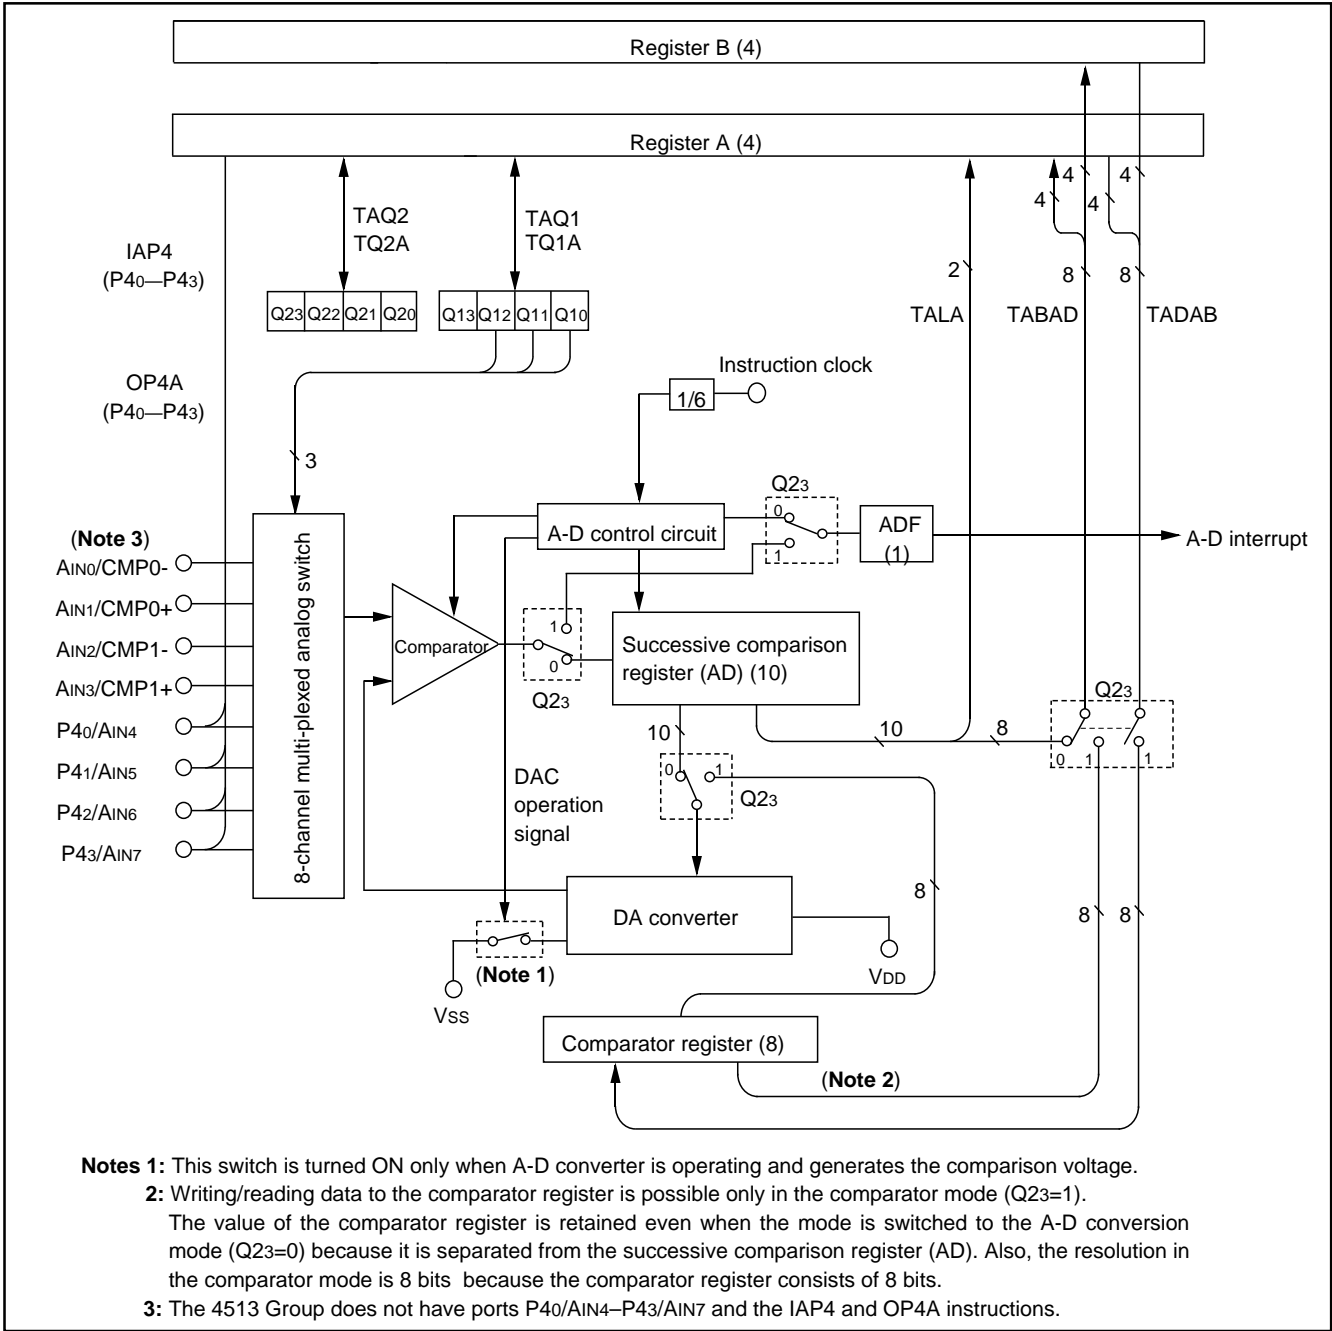 Register B (4)
Register A (4)
4
4
4
4
TAQ2
TQ2A
TAQ1
TQ1A
IAP4
(P40—P43)
2
8
8
Q23 Q22 Q21 Q20
Q13 Q12 Q11 Q10
TALA
TABAD
TADAB
Instruction clock
1/6
OP4A
(P40—P43)
3
Q23
0
1
A-D control circuit
ADF
(1)
A-D interrupt
(Note 3)
AIN0/CMP0-
AIN1/CMP0+
AIN2/CMP1-
AIN3/CMP1+
P40/AIN4
P41/AIN5
P42/AIN6
P43/AIN7
8-channel multi-plexed analog switch
Comparator
1
0
Q23
Successive comparison
register (AD) (10)
10
10
8
Q23
0
1
1
0
1
Q23
DAC
operation
signal
DA converter
8
8
8
(Note 1)
VSS
VDD
Comparator register (8)
(Note 2)
Notes 1: This switch is turned ON only when A-D converter is operating and generates the comparison voltage.
2: Writing/reading data to the comparator register is possible only in the comparator mode (Q23=1).
The value of the comparator register is retained even when the mode is switched to the A-D conversion
mode (Q23=0) because it is separated from the successive comparison register (AD). Also, the resolution in
the comparator mode is 8 bits because the comparator register consists of 8 bits.
3: The 4513 Group does not have ports P40/AIN4–P43/AIN7 and the IAP4 and OP4A instructions.